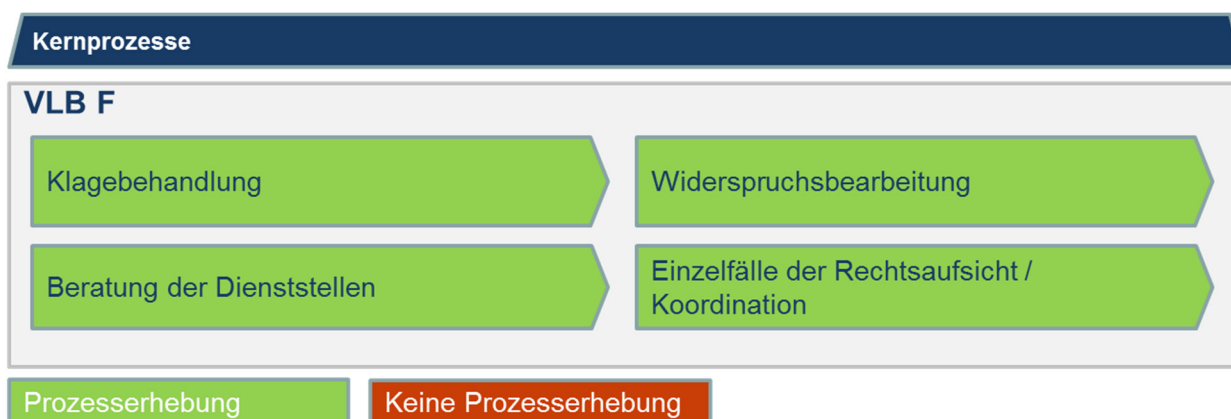 Kernprozesse
VLB F
Klagebehandlung
Widerspruchsbearbeitung
Beratung der Dienststellen
Einzelfälle der Rechtsaufsicht /
Koordination
Prozesserhebung
Keine Prozesserhebung